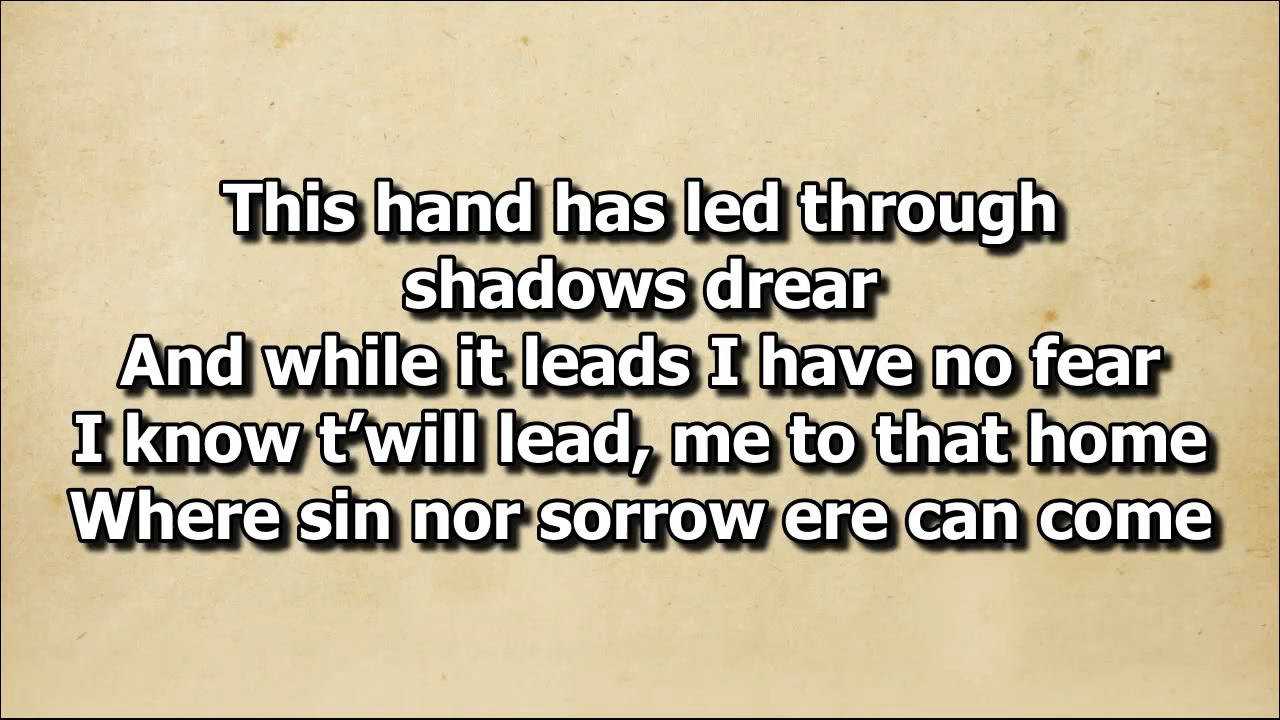 This hand has led through
shadows drear
And while it leads I have no fear
I know t’will lead, me to that home
Where sin nor sorrow ere can come